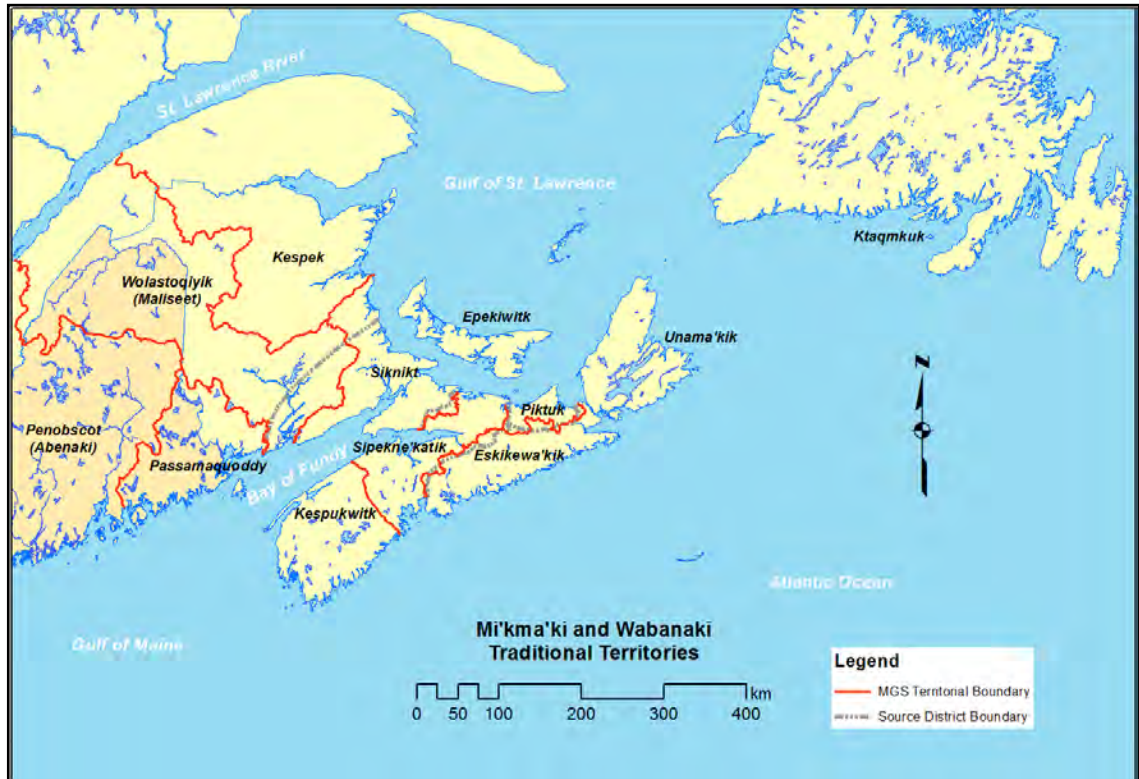 St. Lawrence River
Gulf of St. Lawrence
Ktaqmkuk
Kespek
Wolastoqiyik
(Maliseet)
Epekiwitk
Unama'kik
Siknikt
Piktuk
Penobscot
(Abenaki)
Passamaquoddy
Sipekne'katik
Eskikewa'kik
Bay of Fundy
Kespukwitk
N
Atlantic Ocean
Gulf of Maine
Mi'kma'ki and Wabanaki
Traditional Territories
km
0 50 100 200 300 400
Legend
MGS Territorial Boundary
Source District Boundary